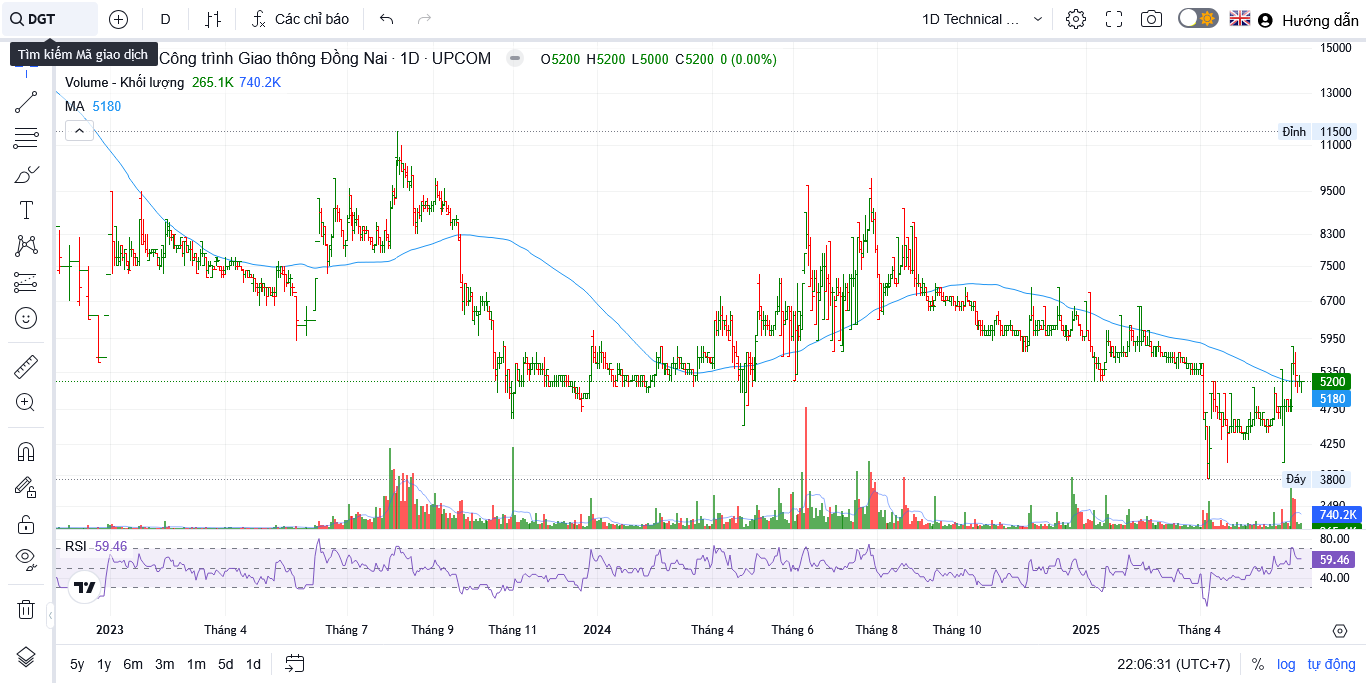 DGT
D
Các chỉ báo
1D Technical ...
Hướng dẫn
Tìm kiếm Mã giao dịch
Công trình Giao thông Đồng Nai · 1D · UPCOM
O5200 H5200 L5000 C5200 0 (0.00%)
Volume - Khối lượng 265.1K 740.2K
MA 5180
15000
13000
Đỉnh 11500
11000
9500
8300
7500
6700
5950
5350
5200
5180
4750
4250
Đáy 3800
740.2K
RSI 59.46
80.00
59.46
40.00
2023 Tháng 4 Tháng 7 Tháng 9 Tháng 11 2024 Tháng 4 Tháng 6 Tháng 8 Tháng 10 2025 Tháng 4
5y 1y 6m 3m 1m 5d 1d
22:06:31 (UTC+7) % log tự động